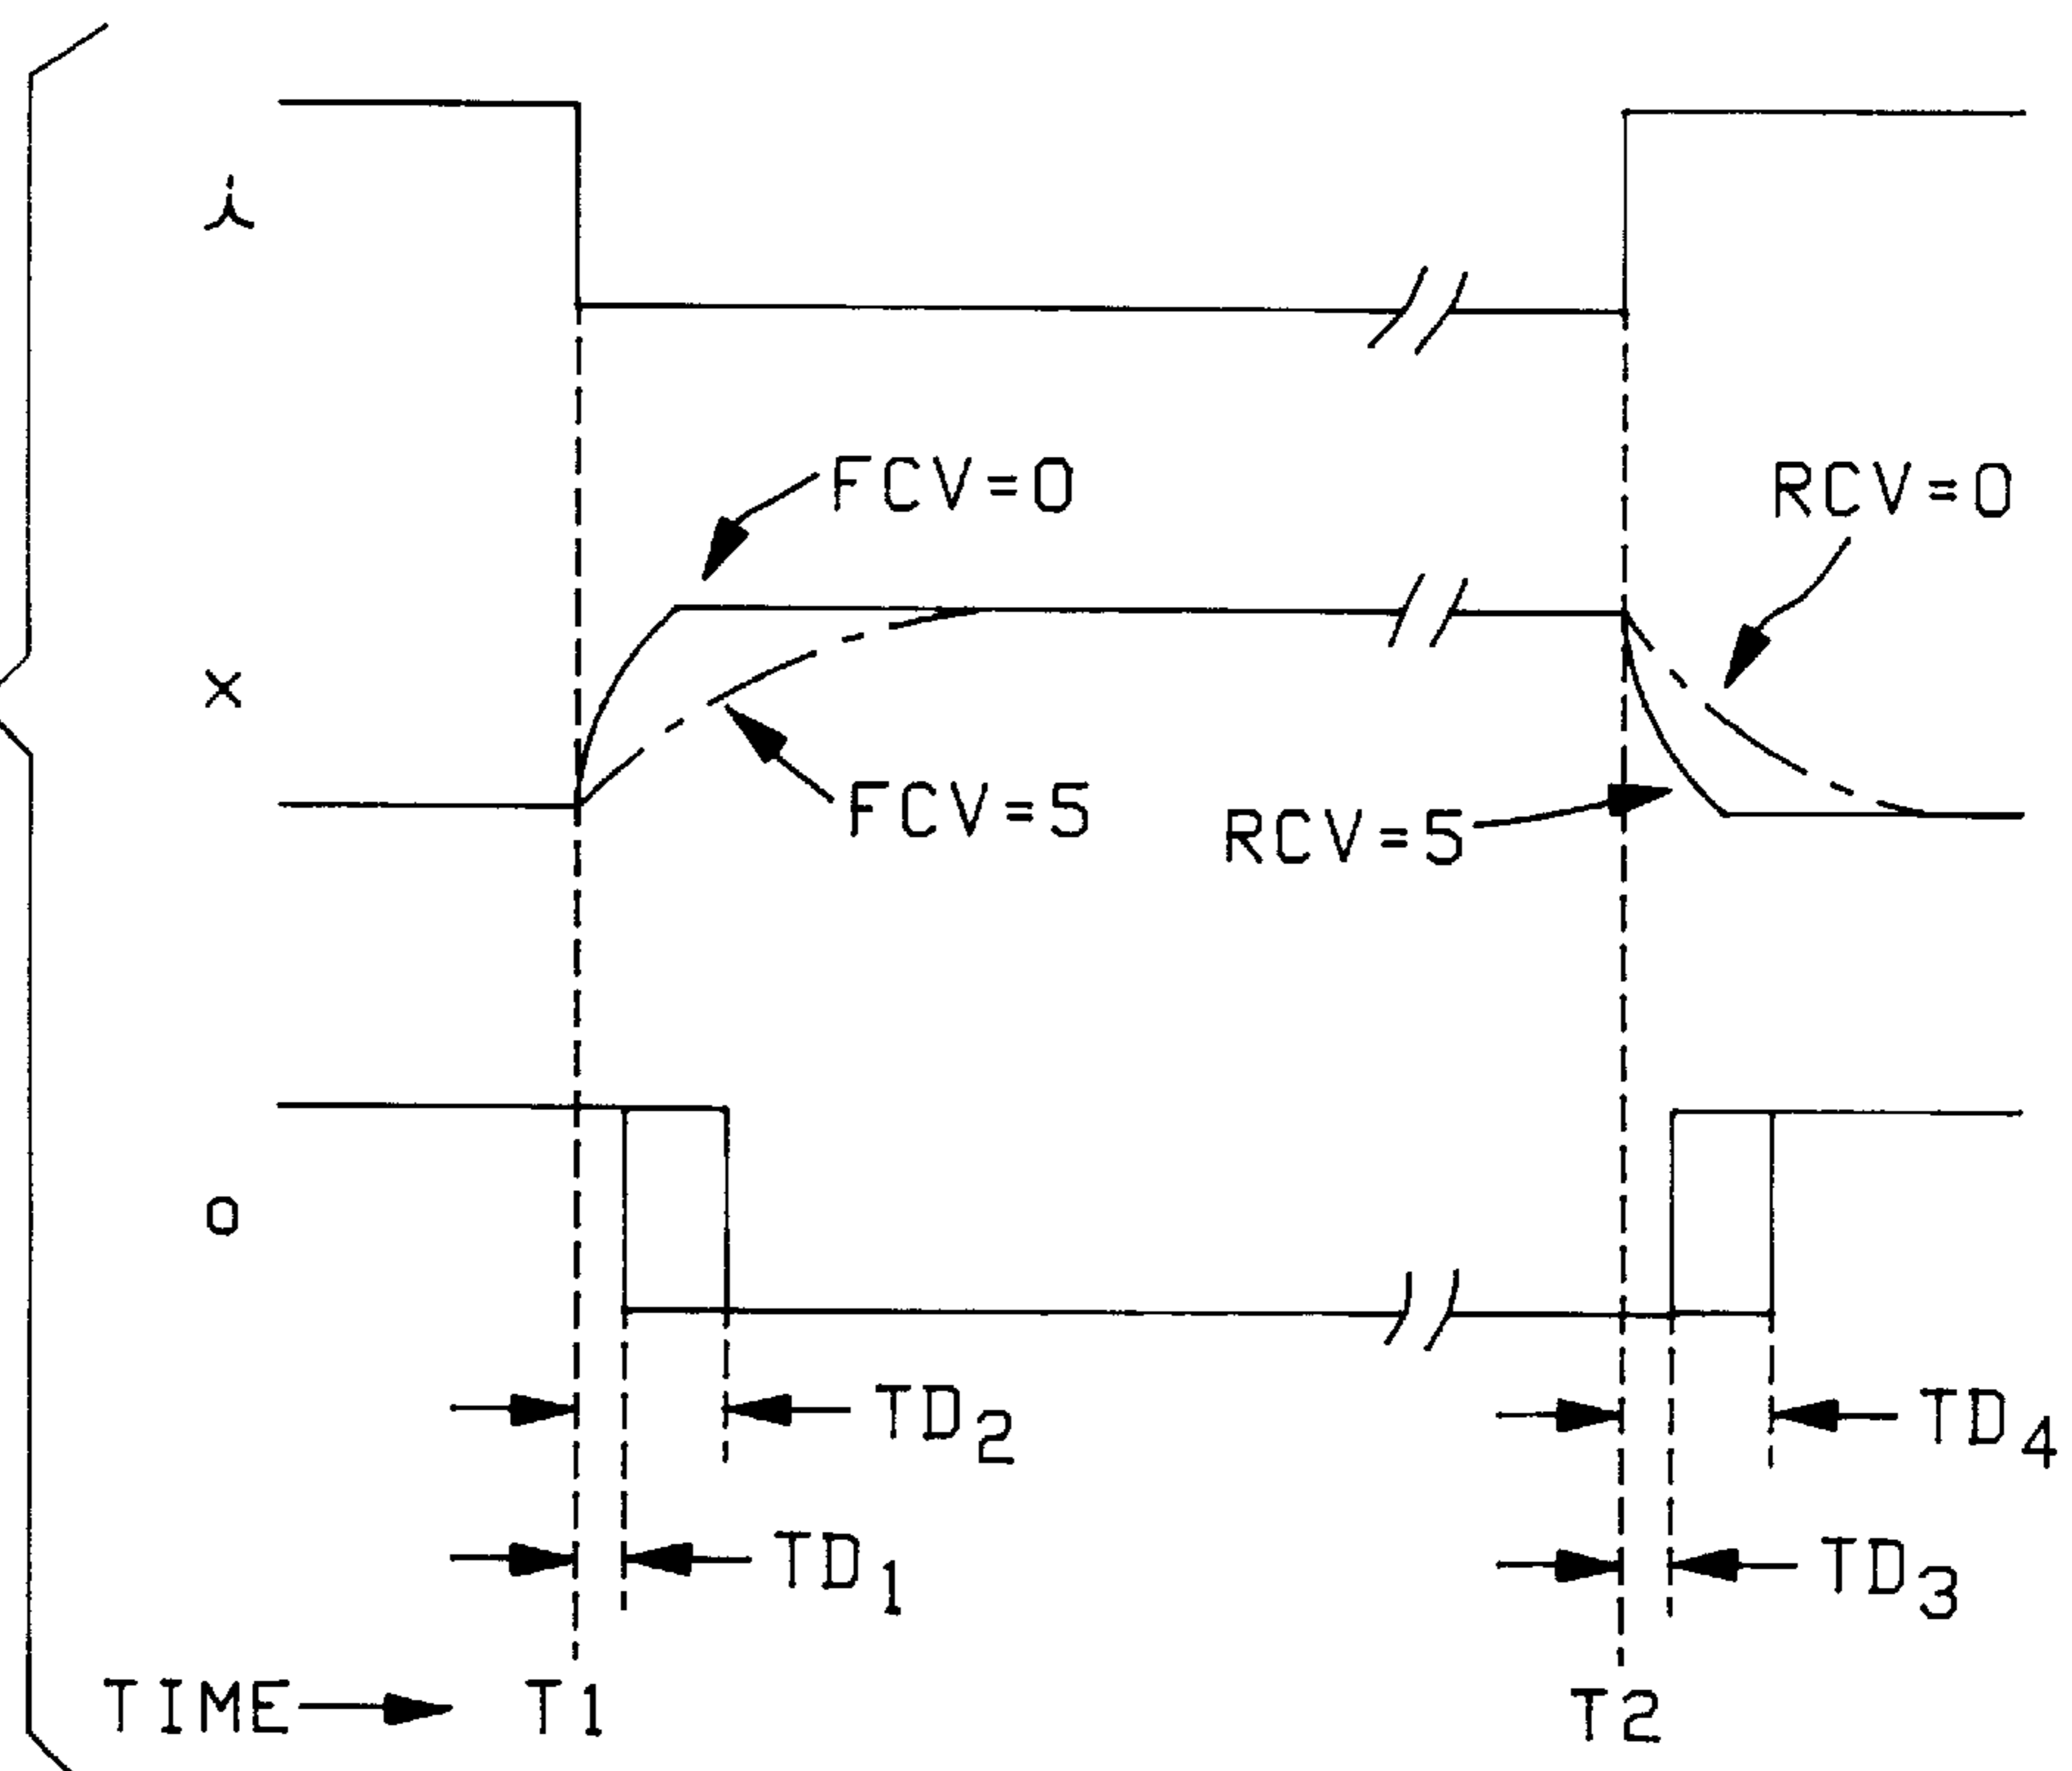 i
FCV=0
RCV=0
x
FCV=5
RCV=5
o
TD2
TD4
TD1
TD3
TIME
T1
T2